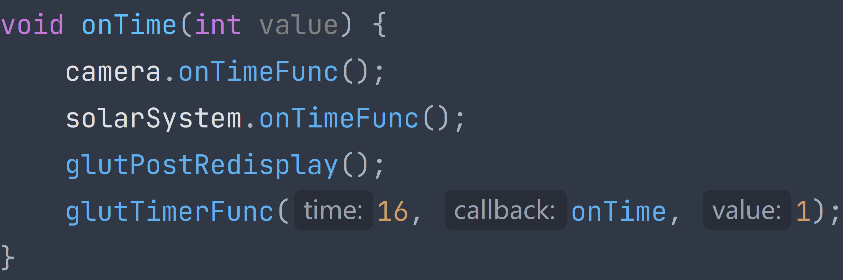 void onTime(int value) {
    camera.onTimeFunc();
    solarSystem.onTimeFunc();
    glutPostRedisplay();
    glutTimerFunc( time: 16, callback: onTime, value: 1);
}